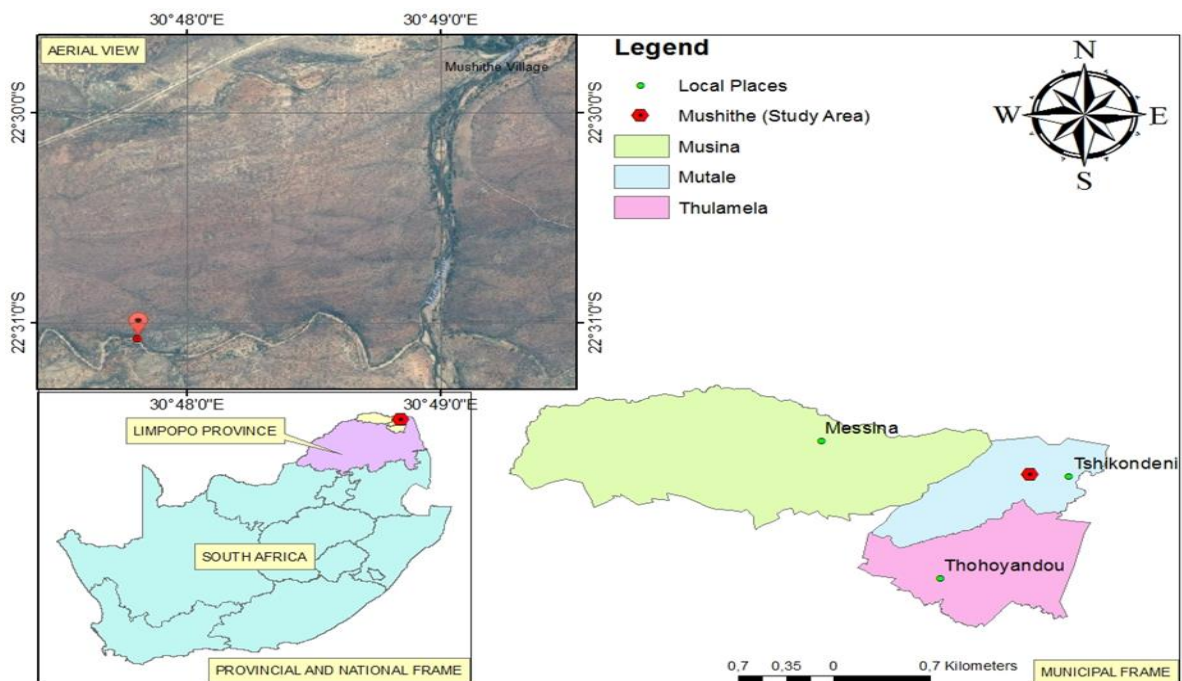 30°48'0"E
30°49'0"E
AERIAL VIEW
Mushithe Village
22°30'0"S
22°30'0"S
22°31'0"S
22°31'0"S
30°48'0"E
30°49'0"E
Legend
Local Places
Mushithe (Study Area)
Musina
Mutale
Thulamela
N
W
E
S
LIMPOPO PROVINCE
SOUTH AFRICA
PROVINCIAL AND NATIONAL FRAME
Messina
Tshikondeni
Thohoyandou
0,7 0,35 0 0,7 Kilometers
MUNICIPAL FRAME